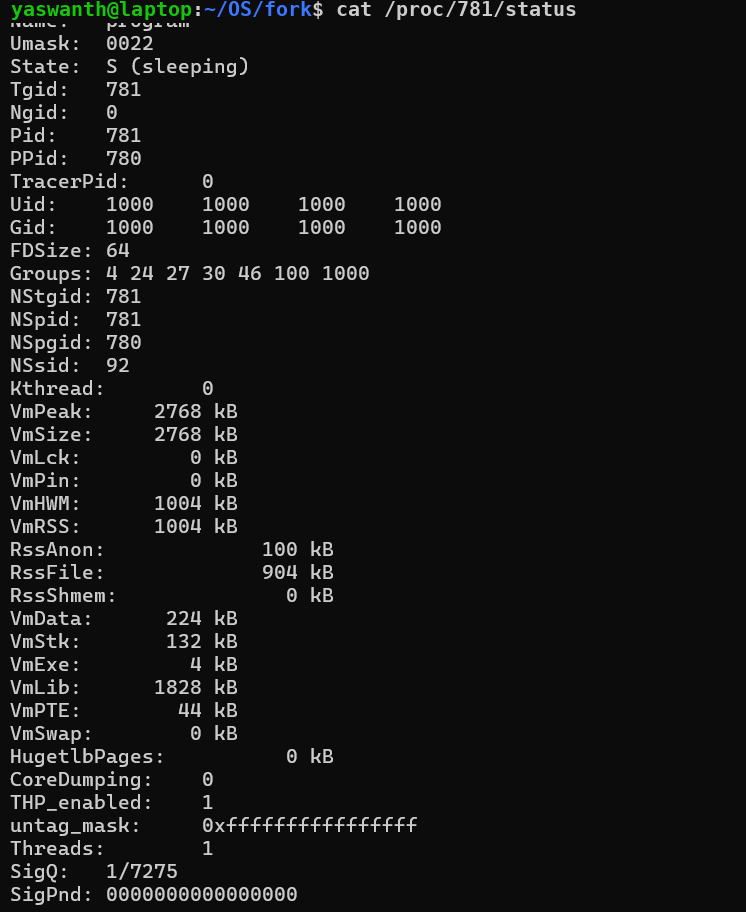 yaswanth@laptop:~/OS/fork$ cat /proc/781/status
Name: program
Umask: 0022
State: S (sleeping)
Tgid: 781
Ngid: 0
Pid: 781
PPid: 780
TracerPid: 0
Uid: 1000 1000 1000 1000
Gid: 1000 1000 1000 1000
FDSize: 64
Groups: 4 24 27 30 46 100 1000
NStgid: 781
NSpid: 781
NSpgid: 780
NSsid: 92
Kthread: 0
VmPeak: 2768 kB
VmSize: 2768 kB
VmLck: 0 kB
VmPin: 0 kB
VmHWM: 1004 kB
VmRSS: 1004 kB
RssAnon: 100 kB
RssFile: 904 kB
RssShmem: 0 kB
VmData: 224 kB
VmStk: 132 kB
VmExe: 4 kB
VmLib: 1828 kB
VmPTE: 44 kB
VmSwap: 0 kB
HugetlbPages: 0 kB
CoreDumping: 0
THP_enabled: 1
untag_mask: 0xffffffffffffffff
Threads: 1
SigQ: 1/7275
SigPnd: 0000000000000000